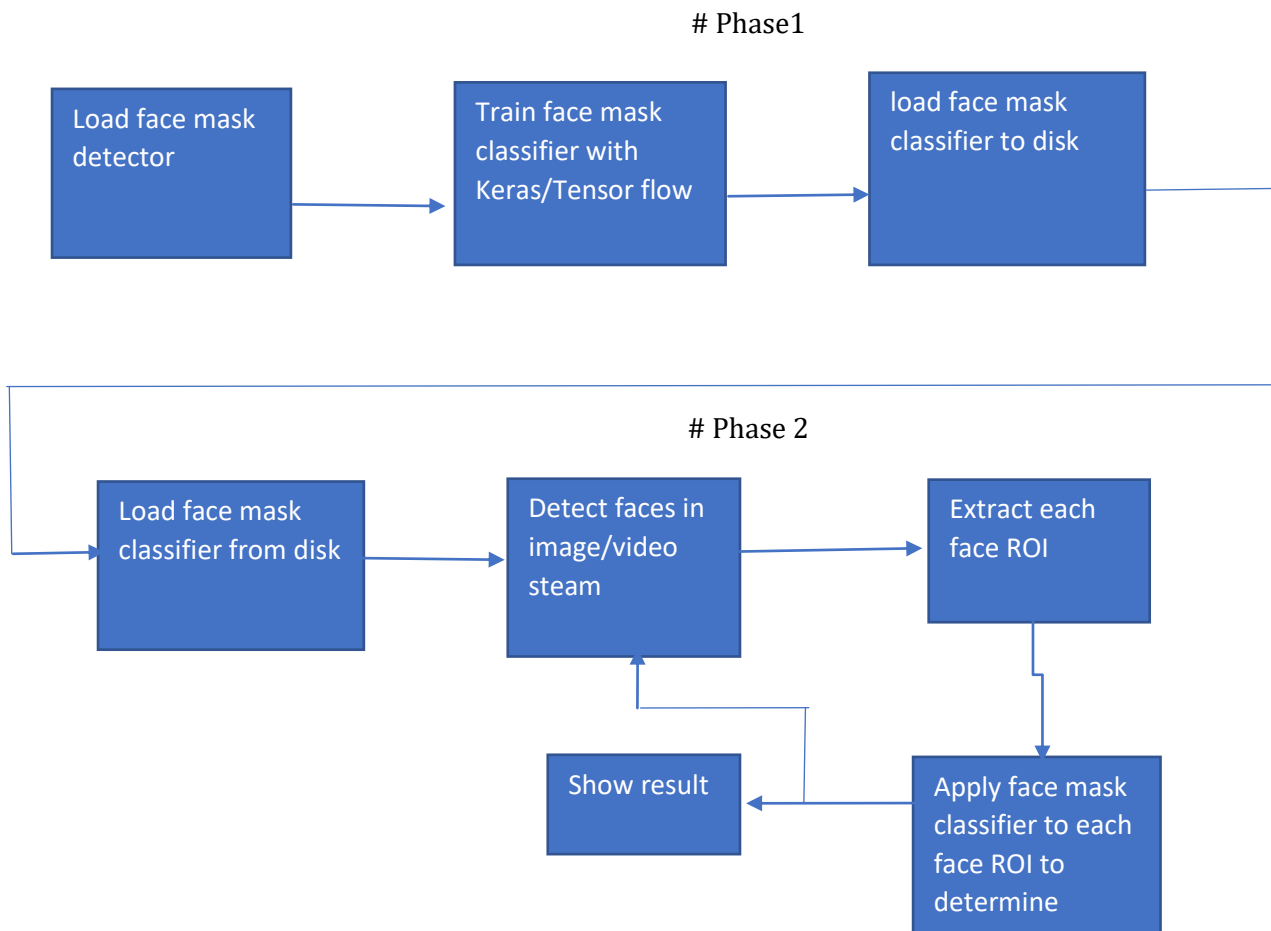 # Phase1
Load face mask
detector
Train face mask
classifier with
Keras/Tensor flow
load face mask
classifier to disk
# Phase 2
Load face mask
classifier from disk
Detect faces in
image/video
steam
Extract each
face ROI
Show result
Apply face mask
classifier to each
face ROI to
determine